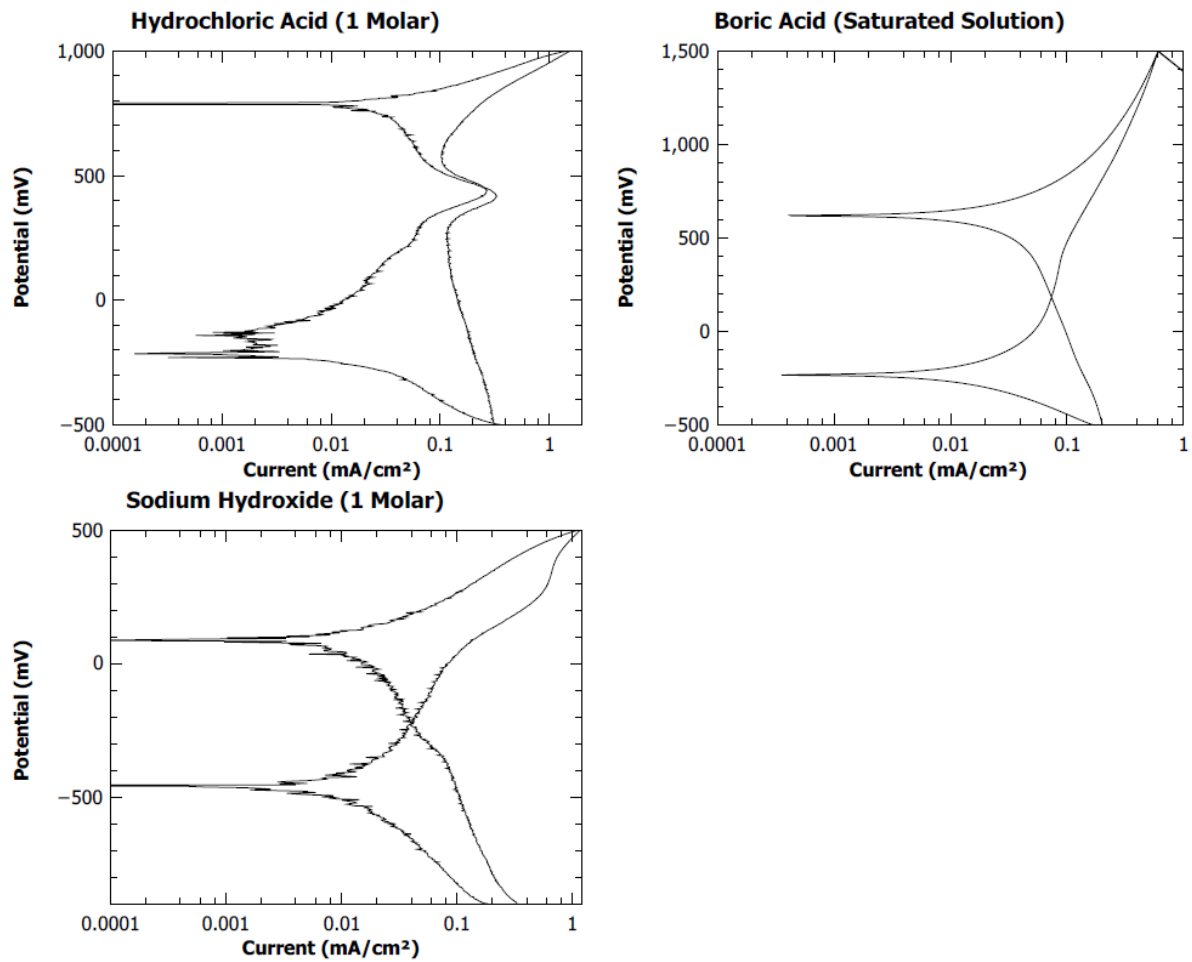 Hydrochloric Acid (1 Molar)
1,000
500
0
−500
Potential (mV)
0.0001
0.001
0.01
0.1
1
Current (mA/cm²)
Boric Acid (Saturated Solution)
1,500
1,000
500
0
−500
Potential (mV)
0.0001
0.01
0.1
1
Current (mA/cm²)
Sodium Hydroxide (1 Molar)
500
0
−500
Potential (mV)
0.0001
0.001
0.01
0.1
1
Current (mA/cm²)